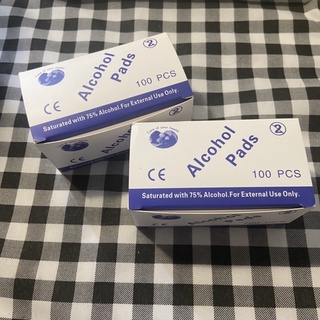 2
Alcohol
Pads
100 PCS
CE
Saturated with 75% Alcohol.For External Use Only.
2
Alcohol
Pads
100 PCS
CE
Saturated with 75% Alcohol.For External Use Only.